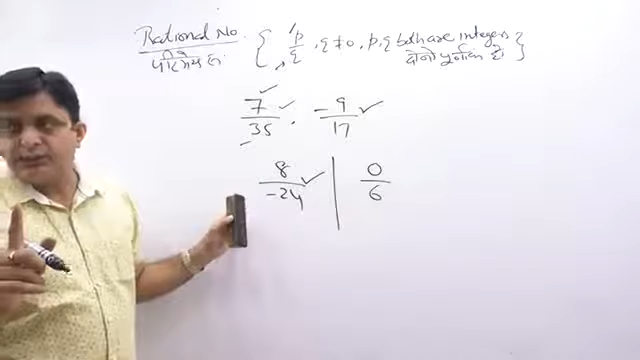 Rational No. { p/q , q ≠ 0, p, q both are integers
परिमेय सं० दोनों पूर्णांक हैं }
7/35 , -9/17
8/-24 | 0/6